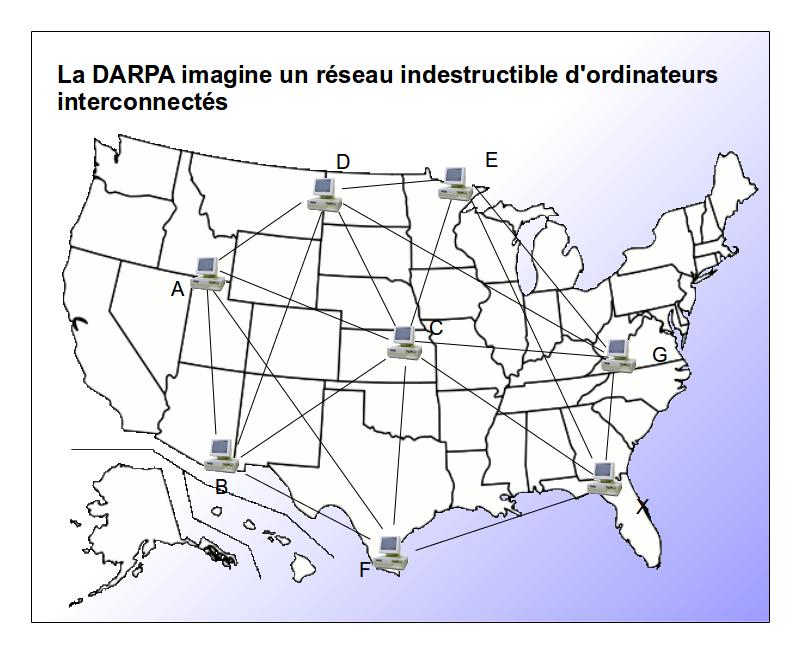 La DARPA imagine un réseau indestructible d'ordinateurs
interconnectés
D
E
A
C
G
B
X
F